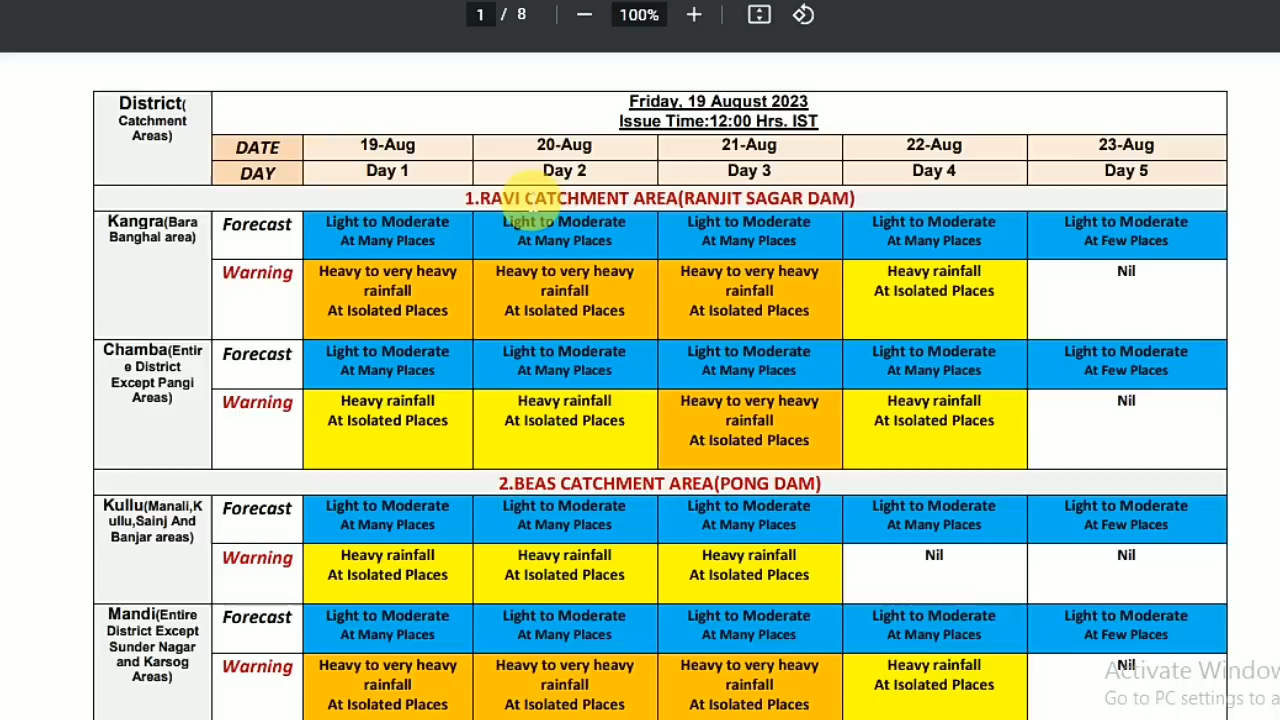 1 / 8 100%
District(
Catchment
Areas)
Friday, 19 August 2023
Issue Time:12:00 Hrs. IST
DATE 19-Aug 20-Aug 21-Aug 22-Aug 23-Aug
DAY Day 1 Day 2 Day 3 Day 4 Day 5
1.RAVI CATCHMENT AREA(RANJIT SAGAR DAM)
Kangra(Bara
Banghal area)
Forecast Light to Moderate Light to Moderate Light to Moderate Light to Moderate Light to Moderate
At Many Places At Many Places At Many Places At Many Places At Few Places
Warning Heavy to very heavy Heavy to very heavy Heavy to very heavy Heavy rainfall Nil
rainfall rainfall rainfall At Isolated Places
At Isolated Places At Isolated Places At Isolated Places
Chamba(Entir
e District
Except Pangi
Areas)
Forecast Light to Moderate Light to Moderate Light to Moderate Light to Moderate Light to Moderate
At Many Places At Many Places At Many Places At Many Places At Few Places
Warning Heavy rainfall Heavy rainfall Heavy to very heavy Heavy rainfall Nil
At Isolated Places At Isolated Places rainfall At Isolated Places
At Isolated Places
2.BEAS CATCHMENT AREA(PONG DAM)
Kullu(Manali,K
ullu,Sainj And
Banjar areas)
Forecast Light to Moderate Light to Moderate Light to Moderate Light to Moderate Light to Moderate
At Many Places At Many Places At Many Places At Many Places At Few Places
Warning Heavy rainfall Heavy rainfall Heavy rainfall Nil Nil
At Isolated Places At Isolated Places At Isolated Places
Mandi(Entire
District Except
Sunder Nagar
and Karsog
Areas)
Forecast Light to Moderate Light to Moderate Light to Moderate Light to Moderate Light to Moderate
At Many Places At Many Places At Many Places At Many Places At Few Places
Warning Heavy to very heavy Heavy to very heavy Heavy to very heavy Heavy rainfall Nil
rainfall rainfall rainfall At Isolated Places
At Isolated Places At Isolated Places At Isolated Places
Activate Window
Go to PC settings to a